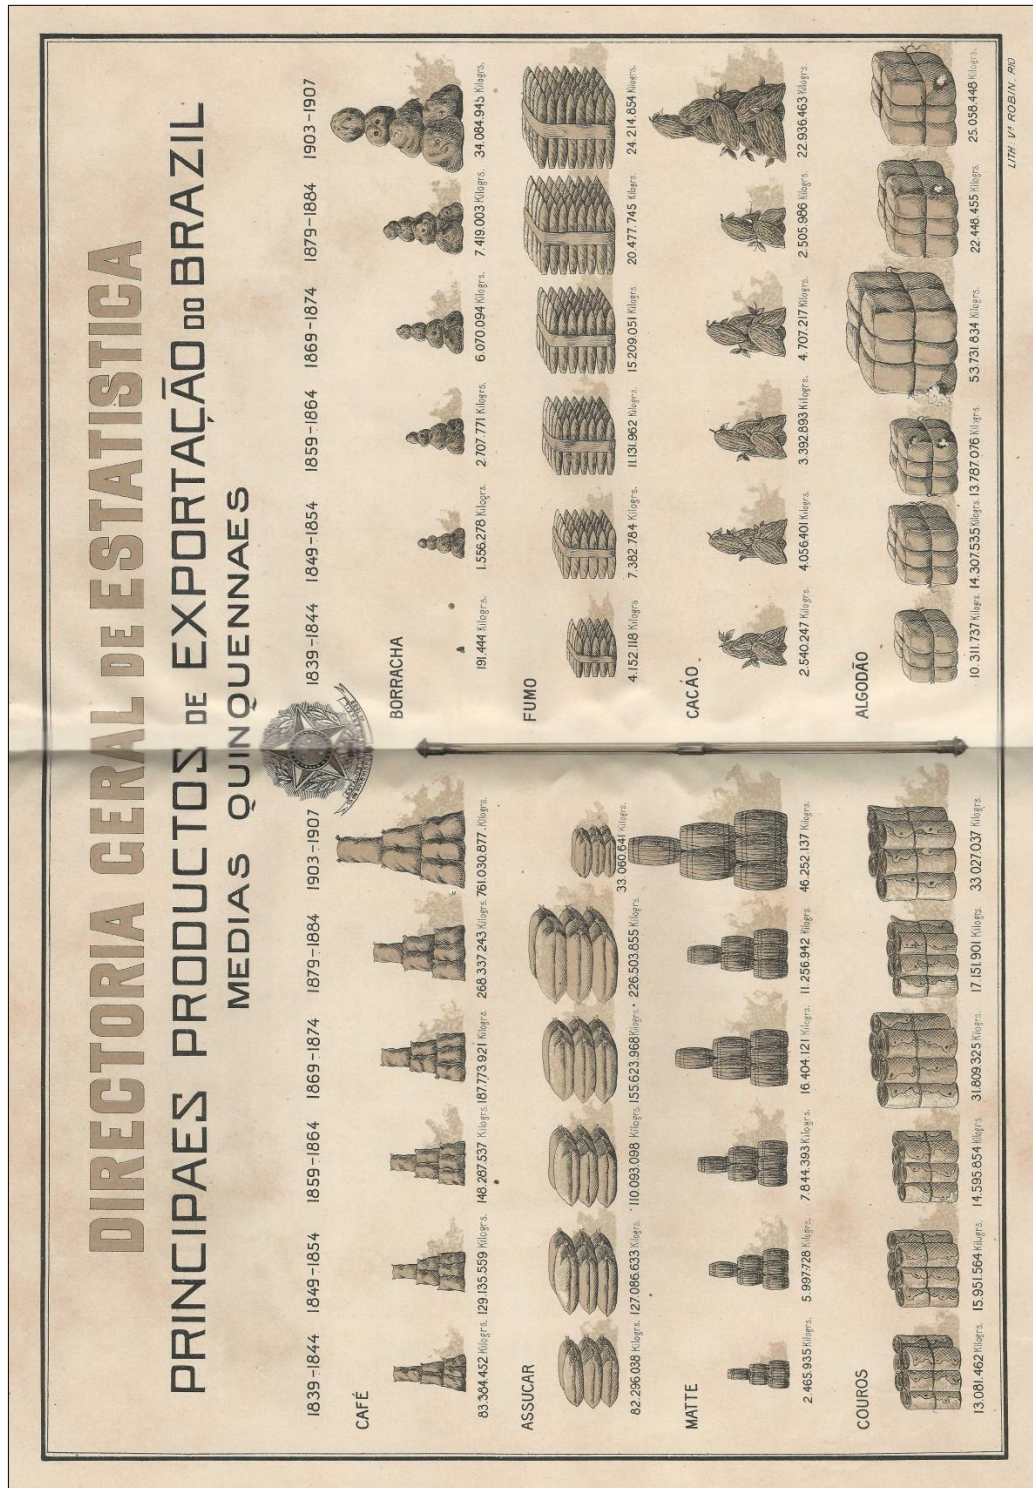 DIRECTORIA GERAL DE ESTATISTICA
PRINCIPAES PRODUCTOS DE EXPORTAÇÃO DO BRAZIL
MEDIAS QUINQUENNAES
1839-1844 1849-1854 1859-1864 1869-1874 1879-1884 1903-1907
CAFÉ
83.384.452 Kilogrs. 129.135.559 Kilogrs. 148.287.537 Kilogrs. 187.773.921 Kilogrs. 268.337.243 Kilogrs. 761.030.877. Kilogrs.
ASSUCAR
82.296.038 Kilogrs. 127.086.633 Kilogrs. 110.093.098 Kilogrs. 155.623.968 Kilogrs. 226.503.855 Kilogrs. 33.060.641 Kilogrs.
MATTE
2.465.935 Kilogrs. 5.997.728 Kilogrs. 7.844.393 Kilogrs. 16.404.121 Kilogrs. 11.256.942 Kilogrs. 46.252.137 Kilogrs.
COUROS
13.081.462 Kilogrs. 15.951.564 Kilogrs. 14.595.854 Kilogrs. 31.809.325 Kilogrs. 17.151.901 Kilogrs. 33.027.037 Kilogrs.
1839-1844 1849-1854 1859-1864 1869-1874 1879-1884 1903-1907
BORRACHA
191.444 Kilogrs. 1.556.278 Kilogrs. 2.707.771 Kilogrs. 6.070.094 Kilogrs. 7.419.003 Kilogrs. 34.084.945 Kilogrs.
FUMO
4.152.118 Kilogrs 7.382.784 Kilogrs. 11.131.962 Kilogrs. 15.209.051 Kilogrs. 20.477.745 Kilogrs. 24.214.854 Kilogrs.
CACÁO
2.540.247 Kilogrs. 4.056.401 Kilogrs. 3.392.893 Kilogrs. 4.707.217 Kilogrs. 2.505.986 Kilogrs. 22.936.463 Kilogrs.
ALGODÃO
10.311.737 Kilogrs. 14.307.535 Kilogrs. 13.787.076 Kilogrs. 53.731.834 Kilogrs. 22.448.455 Kilogrs. 25.058.448 Kilogrs.
LITH. Vª ROBIN. RIO